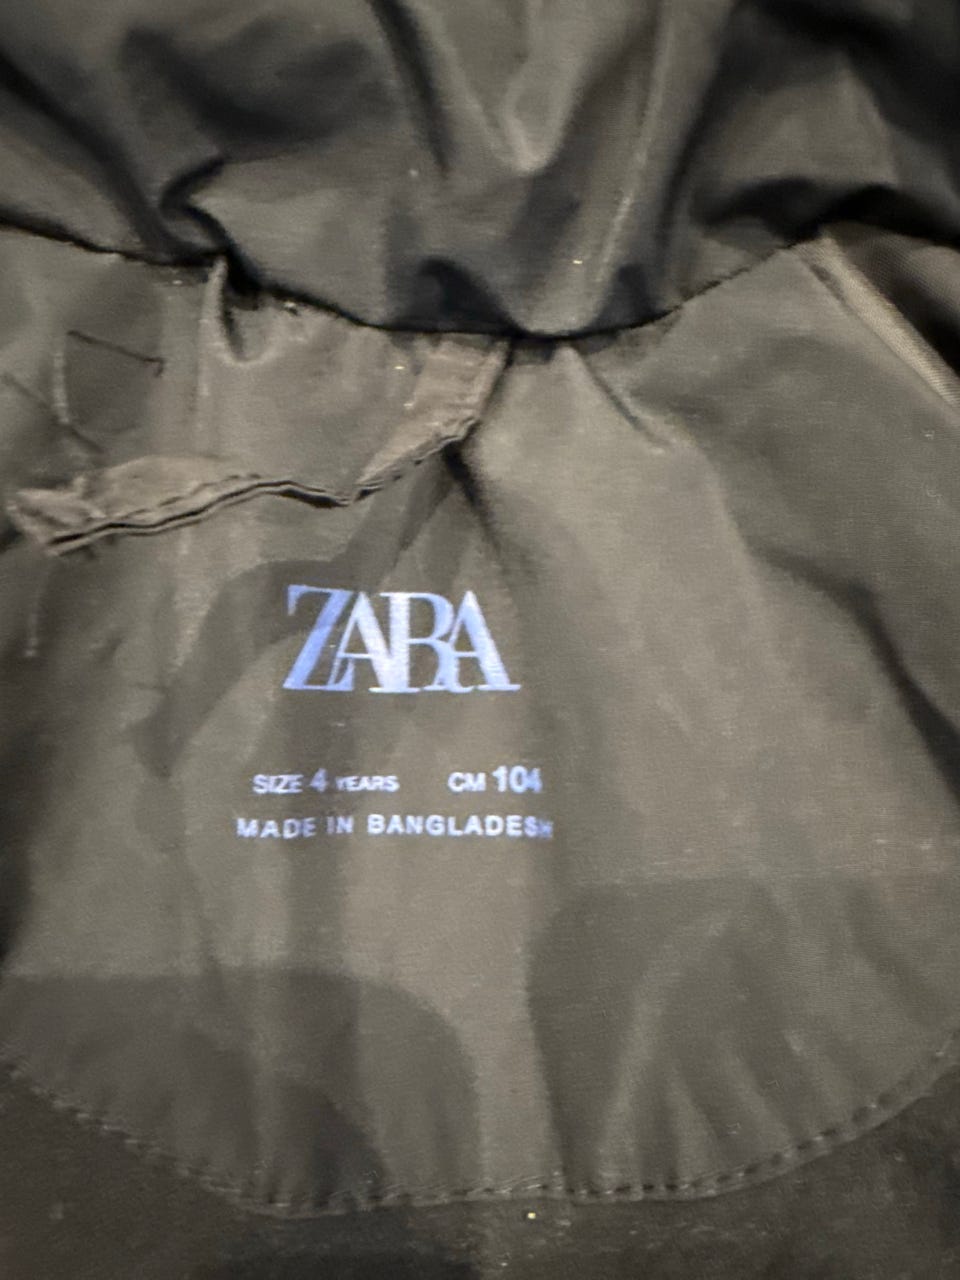 ZARA
SIZE 4 YEARS CM 104
MADE IN BANGLADESH